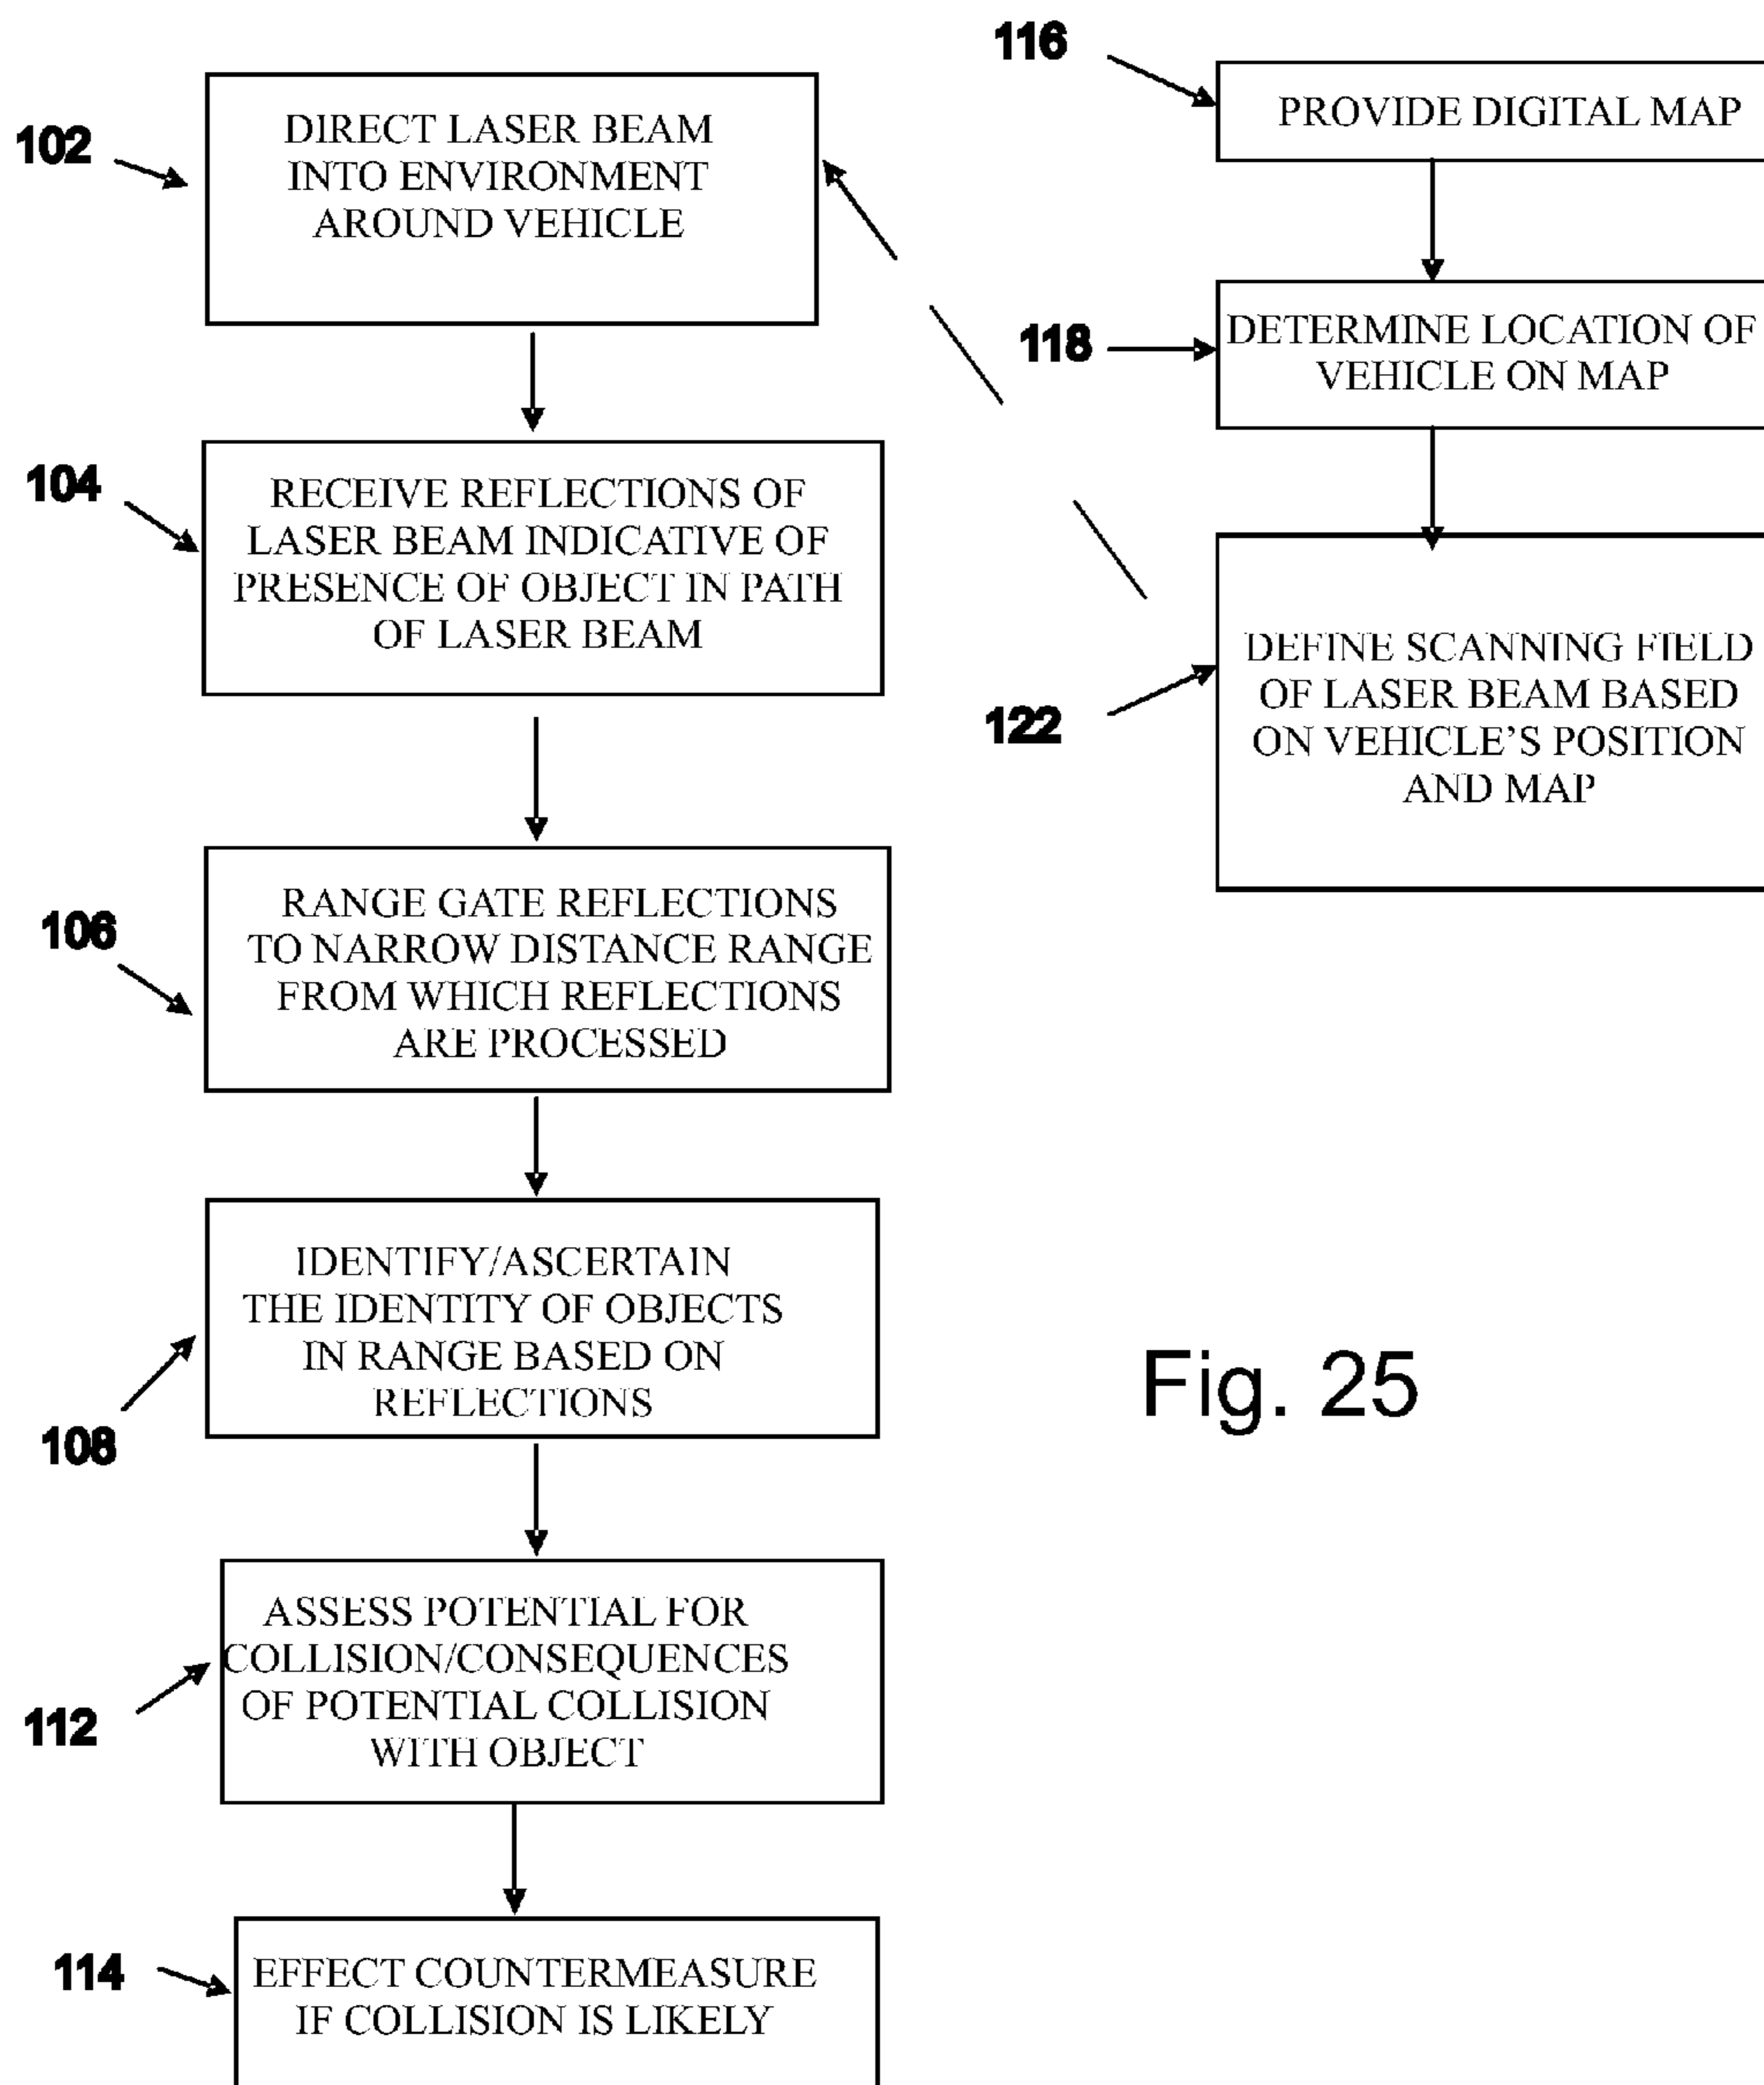 102
DIRECT LASER BEAM
INTO ENVIRONMENT
AROUND VEHICLE
104
RECEIVE REFLECTIONS OF
LASER BEAM INDICATIVE OF
PRESENCE OF OBJECT IN PATH
OF LASER BEAM
106
RANGE GATE REFLECTIONS
TO NARROW DISTANCE RANGE
FROM WHICH REFLECTIONS
ARE PROCESSED
108
IDENTIFY/ASCERTAIN
THE IDENTITY OF OBJECTS
IN RANGE BASED ON
REFLECTIONS
112
ASSESS POTENTIAL FOR
COLLISION/CONSEQUENCES
OF POTENTIAL COLLISION
WITH OBJECT
114
EFFECT COUNTERMEASURE
IF COLLISION IS LIKELY
116
PROVIDE DIGITAL MAP
118
DETERMINE LOCATION OF
VEHICLE ON MAP
122
DEFINE SCANNING FIELD
OF LASER BEAM BASED
ON VEHICLE'S POSITION
AND MAP
Fig. 25